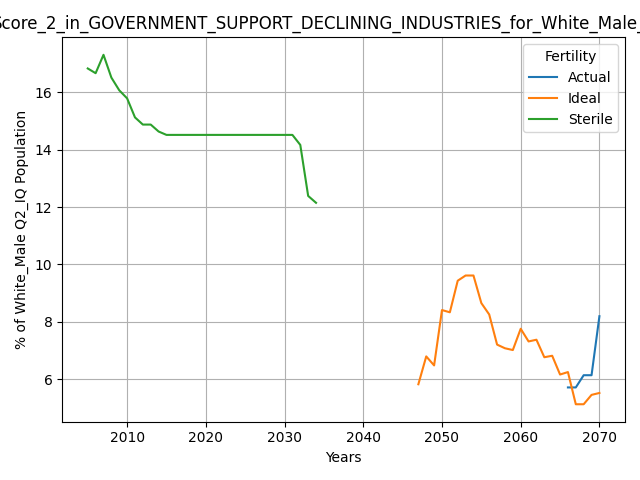 Score_2_in_GOVERNMENT_SUPPORT_DECLINING_INDUSTRIES_for_White_Male_
% of White_Male Q2_IQ Population
16
14
12
10
8
6
Fertility
Actual
Ideal
Sterile
2010 2020 2030 2040 2050 2060 2070
Years